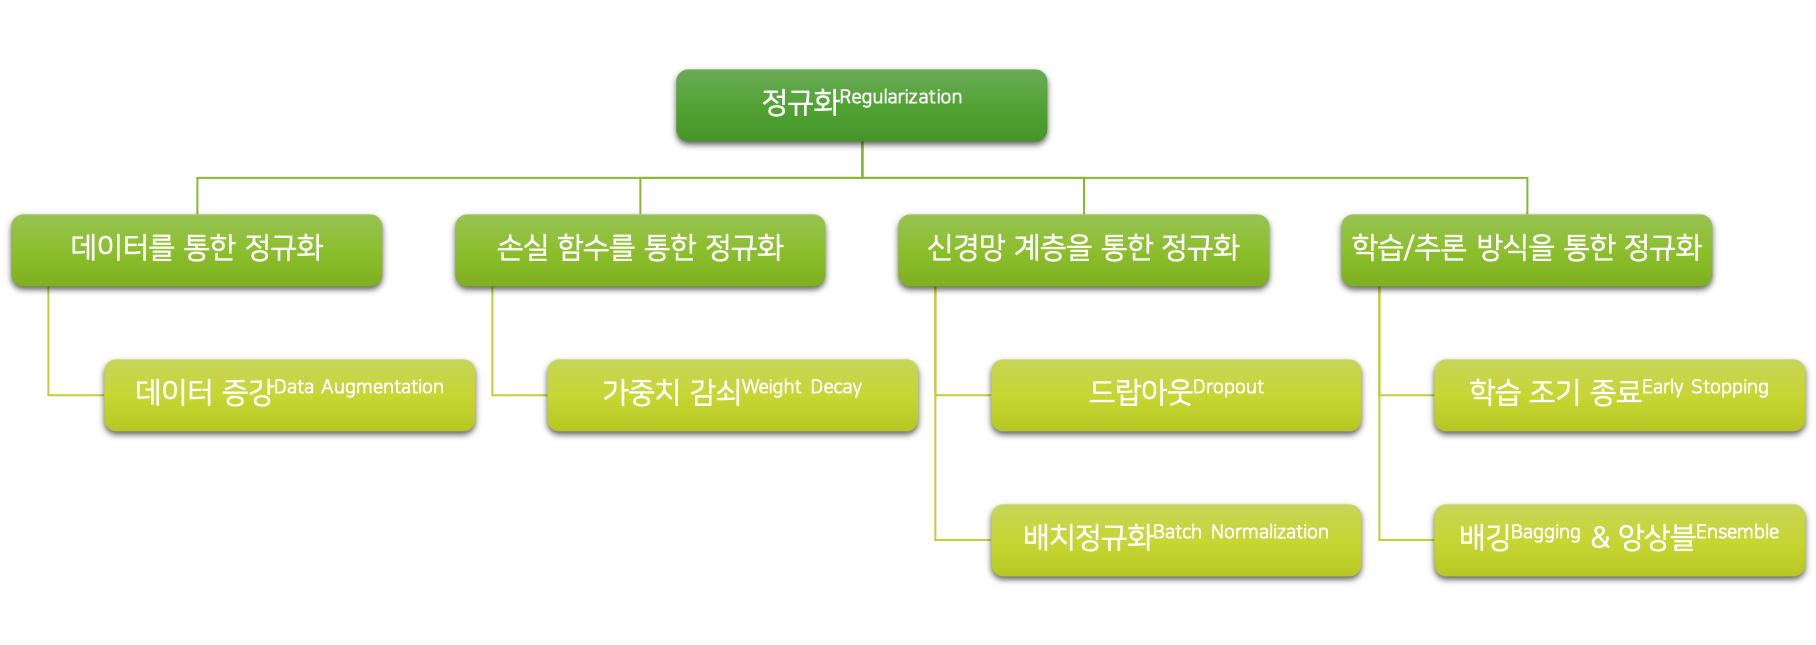 정규화Regularization
데이터를 통한 정규화
손실 함수를 통한 정규화
신경망 계층을 통한 정규화
학습/추론 방식을 통한 정규화
데이터 증강Data Augmentation
가중치 감쇠Weight Decay
드랍아웃Dropout
학습 조기 종료Early Stopping
배치정규화Batch Normalization
배깅Bagging & 앙상블Ensemble